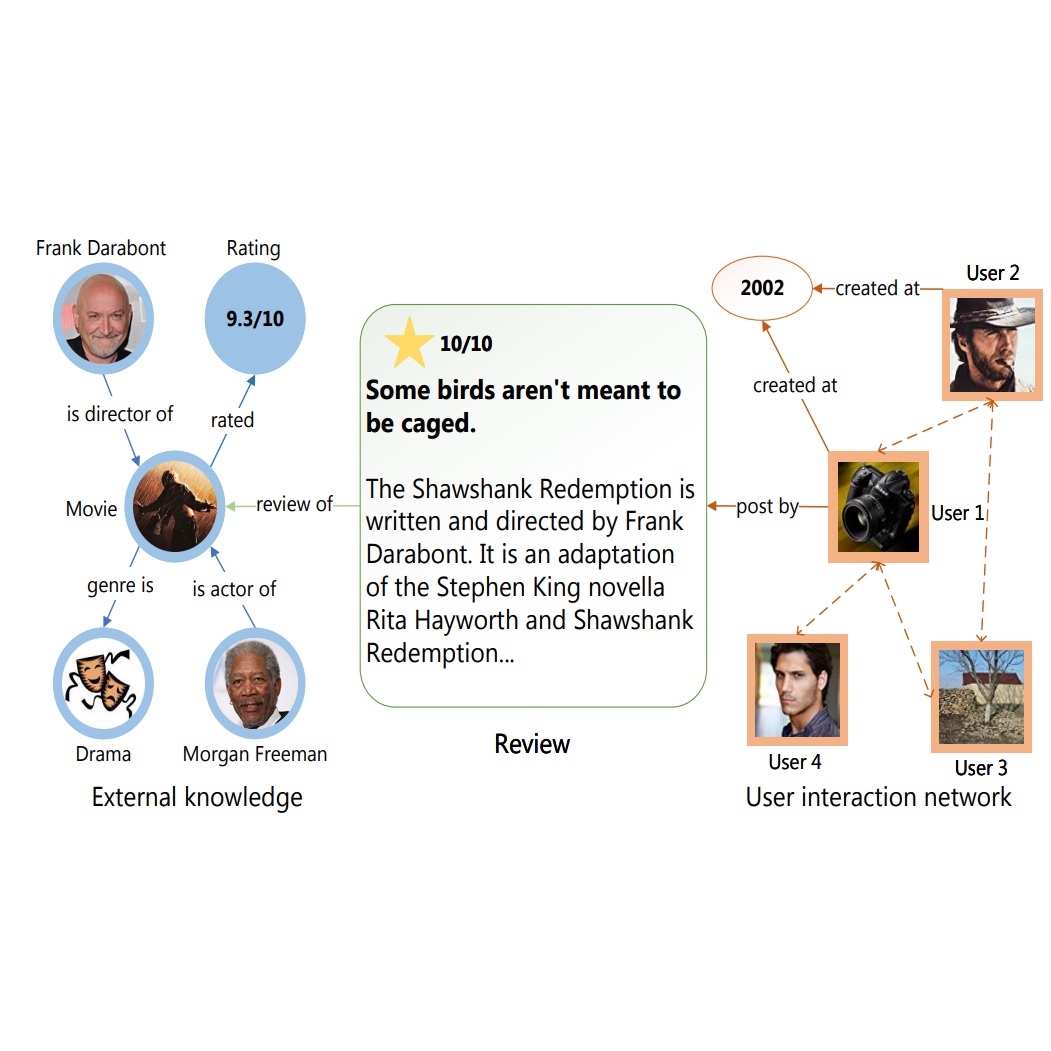 Frank Darabont
Rating
9.3/10
is director of
rated
Movie
review of
genre is
is actor of
Drama
Morgan Freeman
External knowledge
10/10
Some birds aren't meant to
be caged.
The Shawshank Redemption is
written and directed by Frank
Darabont. It is an adaptation
of the Stephen King novella
Rita Hayworth and Shawshank
Redemption...
Review
User 2
2002
created at
created at
post by
User 1
User 4
User 3
User interaction network